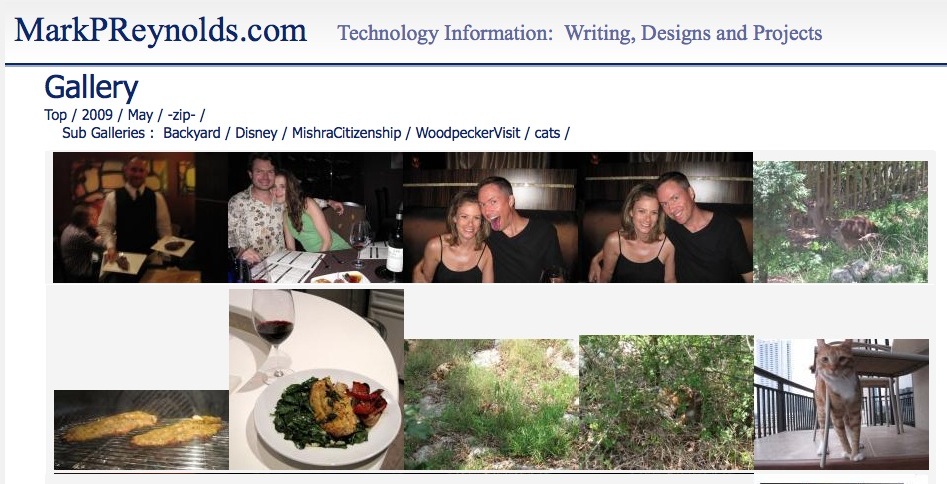 MarkPReynolds.com Technology Information: Writing, Designs and Projects
Gallery
Top / 2009 / May / -zip- /
Sub Galleries : Backyard / Disney / MishraCitizenship / WoodpeckerVisit / cats /